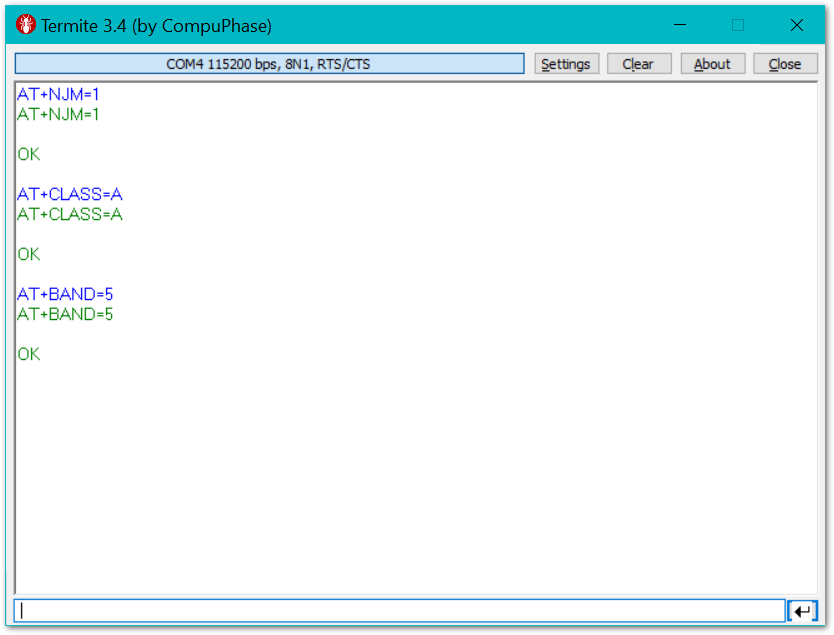 Termite 3.4 (by CompuPhase)
COM4 115200 bps, 8N1, RTS/CTS Settings Clear About Close
AT+NJM=1
AT+NJM=1
OK
AT+CLASS=A
AT+CLASS=A
OK
AT+BAND=5
AT+BAND=5
OK